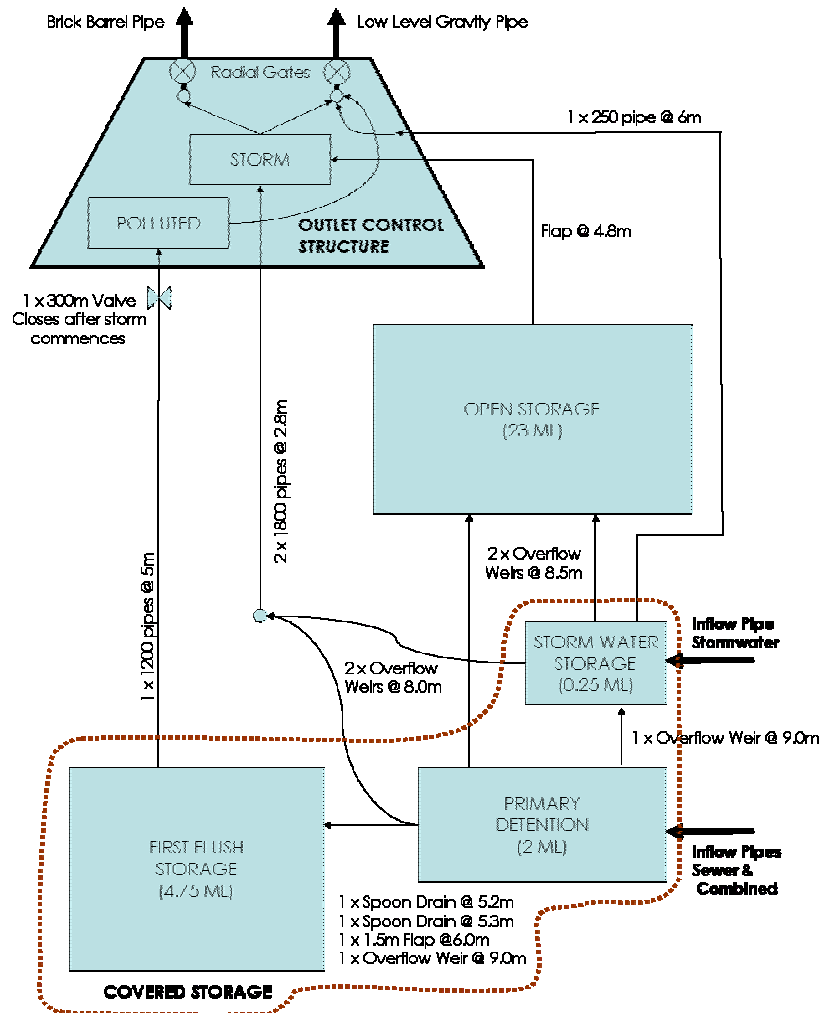 Brick Barrel Pipe
Low Level Gravity Pipe
Radial Gates
1 x 250 pipe @ 6m
STORM
POLLUTED
OUTLET CONTROL
STRUCTURE
Flap @ 4.8m
1 x 300m Valve
Closes after storm
commences
OPEN STORAGE
(23 ML)
2 x 1800 pipes @ 2.8m
2 x Overflow
Weirs @ 8.5m
1 x 1200 pipes @ 5m
Inflow Pipe
Stormwater
STORM WATER
STORAGE
(0.25 ML)
2 x Overflow
Weirs @ 8.0m
1 x Overflow Weir @ 9.0m
PRIMARY
DETENTION
(2 ML)
FIRST FLUSH
STORAGE
(4.75 ML)
Inflow Pipes
Sewer &
Combined
1 x Spoon Drain @ 5.2m
1 x Spoon Drain @ 5.3m
1 x 1.5m Flap @6.0m
1 x Overflow Weir @ 9.0m
COVERED STORAGE